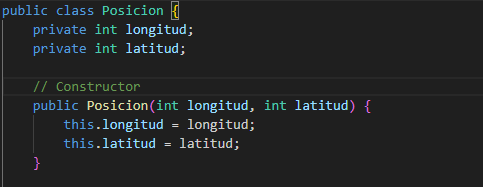 public class Posicion {
    private int longitud;
    private int latitud;

    // Constructor
    public Posicion(int longitud, int latitud) {
        this.longitud = longitud;
        this.latitud = latitud;
    }